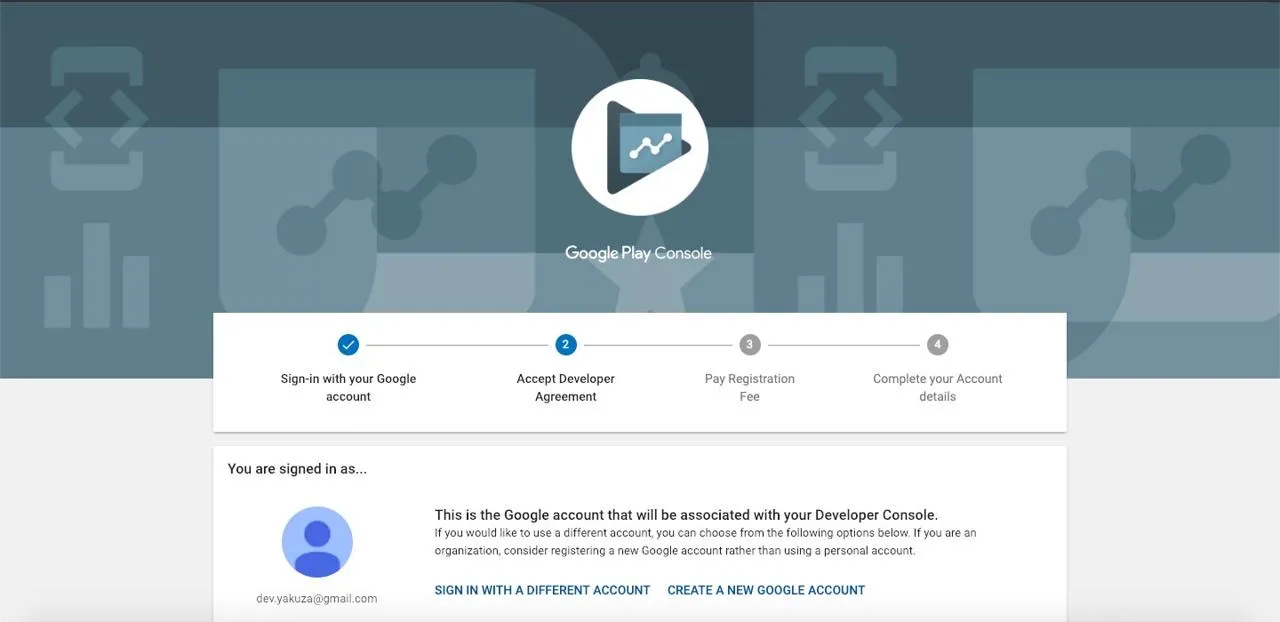 Google Play Console
2
3
4
Sign-in with your Google
account
Accept Developer
Agreement
Pay Registration
Fee
Complete your Account
details
You are signed in as...
This is the Google account that will be associated with your Developer Console.
If you would like to use a different account, you can choose from the following options below. If you are an
organization, consider registering a new Google account rather than using a personal account.
SIGN IN WITH A DIFFERENT ACCOUNT
CREATE A NEW GOOGLE ACCOUNT
dev.yakuza@gmail.com